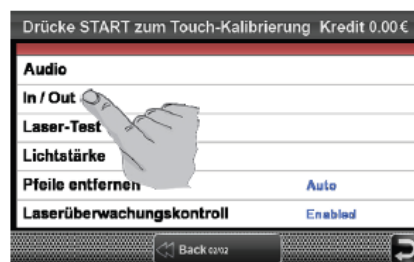 Drücke START zum Touch-Kalibrierung Kredit 0.00 €
Audio
In / Out
Laser-Test
Lichtstärke
Pfeile entfernen Auto
Laserüberwachungskontroll Enabled
Back 02/02